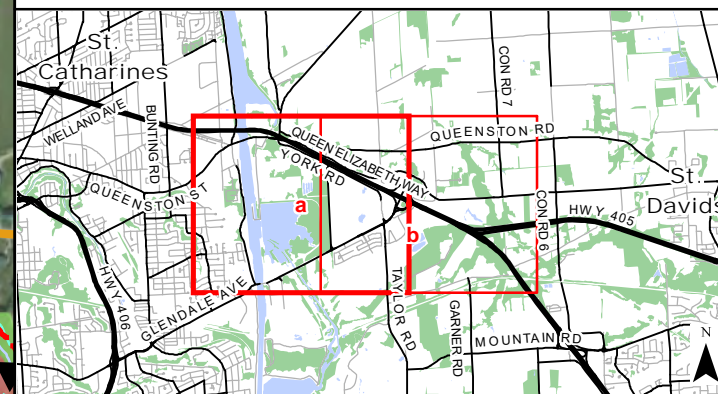 St.
Catharines
WELLAND AVE
BUNTING RD
QUEENSTON ST
HWY 406
GLENDALE AVE
QUEEN ELIZABETH WAY
YORK RD
a
b
CON RD 7
QUEENSTON RD
St.
Davids
CON RD 6
HWY 405
TAYLOR RD
GARNER RD
MOUNTAIN RD
N